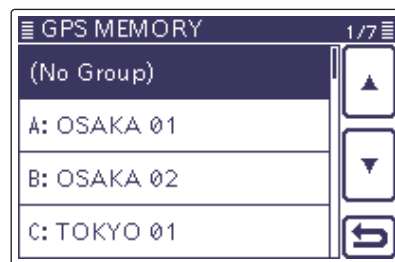 GPS MEMORY 1/7
(No Group)
A: OSAKA 01
B: OSAKA 02
C: TOKYO 01